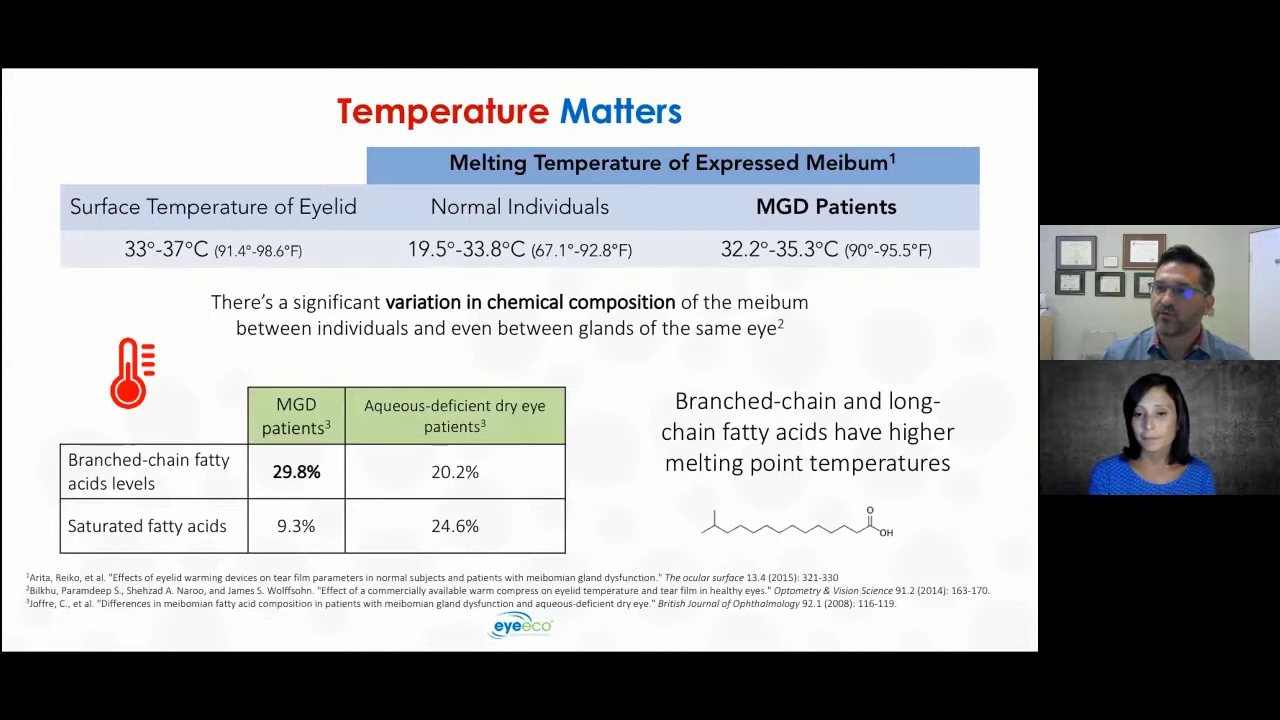 Temperature Matters
Melting Temperature of Expressed Meibum1
Surface Temperature of Eyelid Normal Individuals MGD Patients
33°-37°C (91.4°-98.6°F) 19.5°-33.8°C (67.1°-92.8°F) 32.2°-35.3°C (90°-95.5°F)
There's a significant variation in chemical composition of the meibum
between individuals and even between glands of the same eye2
MGD
patients3
Aqueous-deficient dry eye
patients3
Branched-chain fatty
acids levels
29.8%
20.2%
Saturated fatty acids
9.3%
24.6%
Branched-chain and long-
chain fatty acids have higher
melting point temperatures
O
OH
1Arita, Reiko, et al. "Effects of eyelid warming devices on tear film parameters in normal subjects and patients with meibomian gland dysfunction." The ocular surface 13.4 (2015): 321-330
2Bilkhu, Paramdeep S., Shehzad A. Naroo, and James S. Wolffsohn. "Effect of a commercially available warm compress on eyelid temperature and tear film in healthy eyes." Optometry & Vision Science 91.2 (2014): 163-170.
3Joffre, C., et al. "Differences in meibomian fatty acid composition in patients with meibomian gland dysfunction and aqueous-deficient dry eye." British Journal of Ophthalmology 92.1 (2008): 116-119.
eyeeco